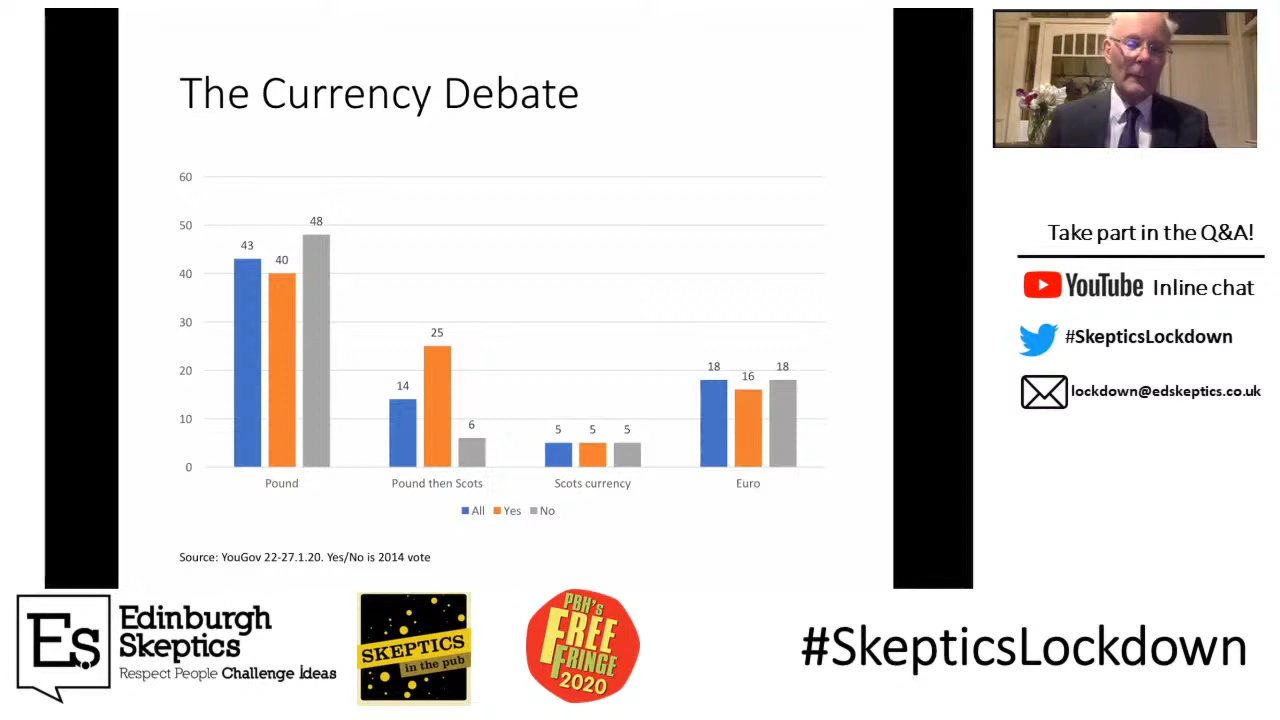 The Currency Debate
60
50
40
30
20
10
0
43
40
48
14
25
6
5
5
5
18
16
18
Pound
Pound then Scots
Scots currency
Euro
All Yes No
Source: YouGov 22-27.1.20. Yes/No is 2014 vote
Take part in the Q&A!
YouTube Inline chat
#SkepticsLockdown
lockdown@edskeptics.co.uk
Es
Edinburgh
Skeptics
Respect People Challenge Ideas
SKEPTICS
in the pub
PBH's
FREE
FRINGE
2020
#SkepticsLockdown